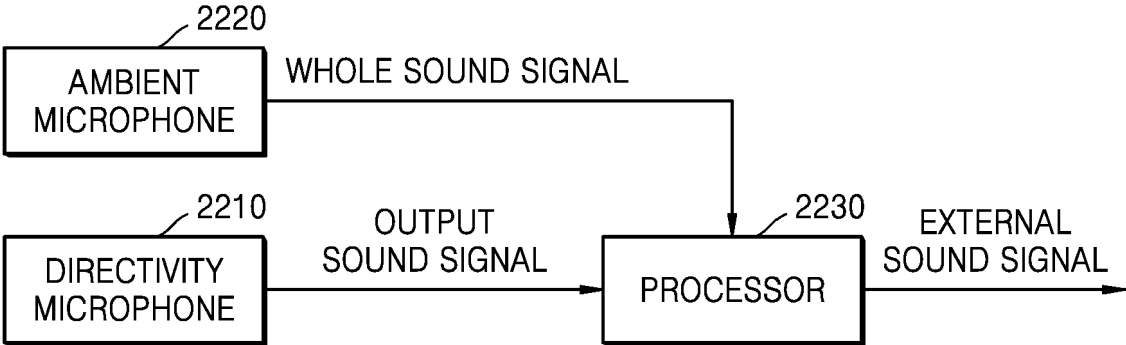 2220
AMBIENT
MICROPHONE
WHOLE SOUND SIGNAL
2210
DIRECTIVITY
MICROPHONE
OUTPUT
SOUND SIGNAL
2230
PROCESSOR
EXTERNAL
SOUND SIGNAL